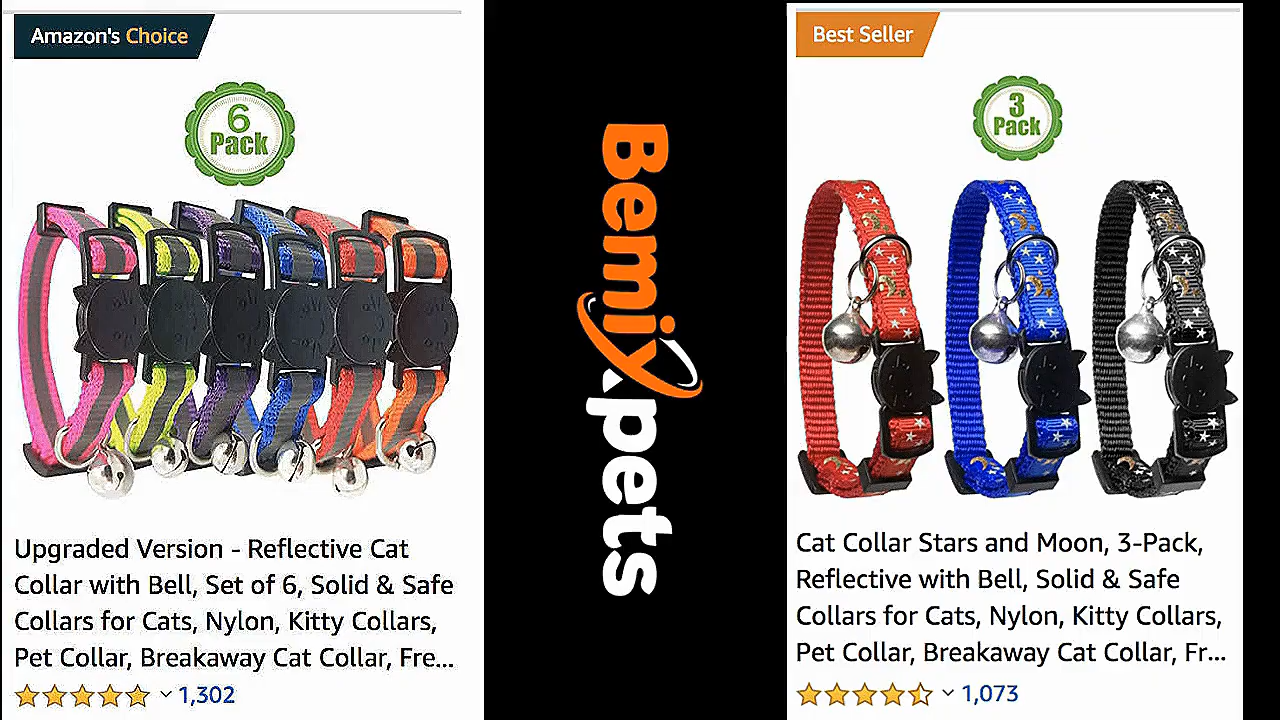 Amazon's Choice
6
Pack
Upgraded Version - Reflective Cat
Collar with Bell, Set of 6, Solid & Safe
Collars for Cats, Nylon, Kitty Collars,
Pet Collar, Breakaway Cat Collar, Fre...
1,302
Bemixpets
Best Seller
3
Pack
Cat Collar Stars and Moon, 3-Pack,
Reflective with Bell, Solid & Safe
Collars for Cats, Nylon, Kitty Collars,
Pet Collar, Breakaway Cat Collar, Fr...
1,073